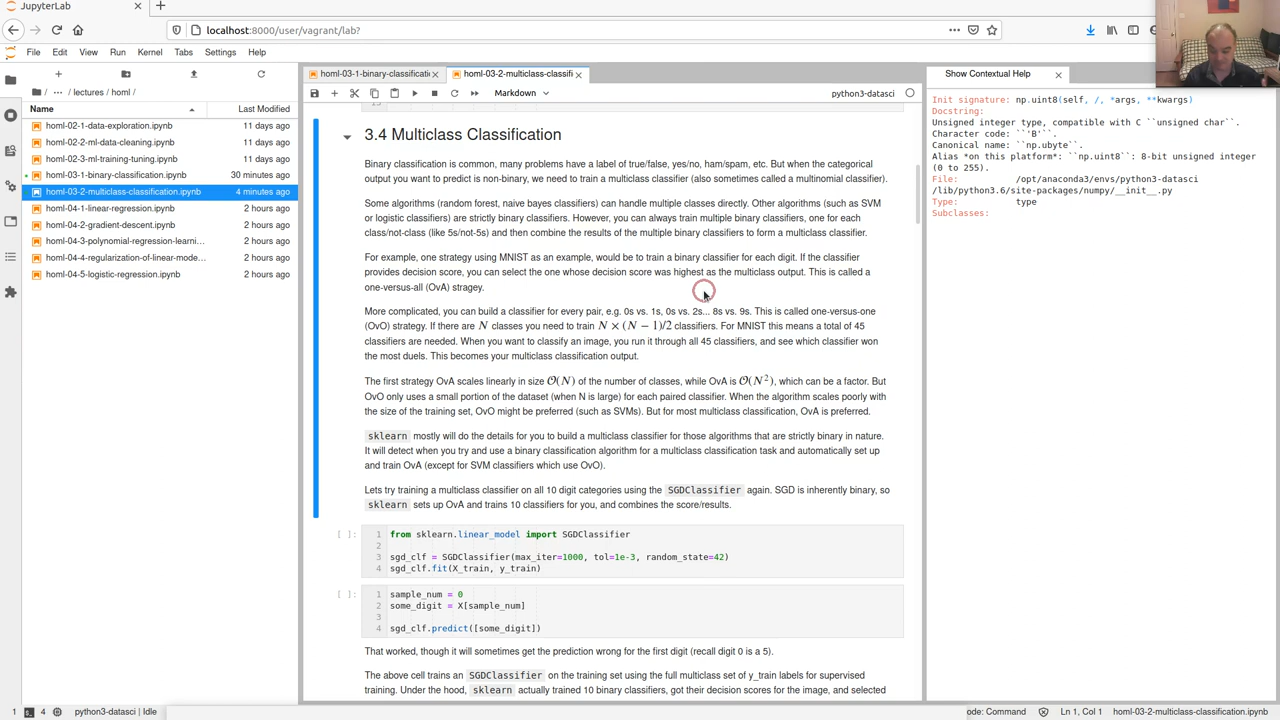 JupyterLab
localhost:8000/user/vagrant/lab?
File Edit View Run Kernel Tabs Settings Help
/ ··· / lectures / homl /
Name Last Modified
homl-02-1-data-exploration.ipynb 11 days ago
homl-02-2-ml-data-cleaning.ipynb 11 days ago
homl-02-3-ml-training-tuning.ipynb 11 days ago
homl-03-1-binary-classification.ipynb 30 minutes ago
homl-03-2-multiclass-classification.ipynb 4 minutes ago
homl-04-1-linear-regression.ipynb 2 hours ago
homl-04-2-gradient-descent.ipynb 2 hours ago
homl-04-3-polynomial-regression-learni... 2 hours ago
homl-04-4-regularization-of-linear-mode... 2 hours ago
homl-04-5-logistic-regression.ipynb 2 hours ago
homl-03-1-binary-classificati homl-03-2-multiclass-classifi
Markdown python3-datasci
3.4 Multiclass Classification
Binary classification is common, many problems have a label of true/false, yes/no, ham/spam, etc. But when the categorical
output you want to predict is non-binary, we need to train a multiclass classifier (also sometimes called a multinomial classifier).
Some algorithms (random forest, naive bayes classifiers) can handle multiple classes directly. Other algorithms (such as SVM
or logistic classifiers) are strictly binary classifiers. However, you can always train multiple binary classifiers, one for each
class/not-class (like 5s/not-5s) and then combine the results of the multiple binary classifiers to form a multiclass classifier.
For example, one strategy using MNIST as an example, would be to train a binary classifier for each digit. If the classifier
provides decision score, you can select the one whose decision score was highest as the multiclass output. This is called a
one-versus-all (OvA) stragey.
More complicated, you can build a classifier for every pair, e.g. 0s vs. 1s, 0s vs. 2s... 8s vs. 9s. This is called one-versus-one
(OvO) strategy. If there are N classes you need to train N × (N − 1)/2 classifiers. For MNIST this means a total of 45
classifiers are needed. When you want to classify an image, you run it through all 45 classifiers, and see which classifier won
the most duels. This becomes your multiclass classification output.
The first strategy OvA scales linearly in size O(N) of the number of classes, while OvA is O(N²), which can be a factor. But
OvO only uses a small portion of the dataset (when N is large) for each paired classifier. When the algorithm scales poorly with
the size of the training set, OvO might be preferred (such as SVMs). But for most multiclass classification, OvA is preferred.
sklearn mostly will do the details for you to build a multiclass classifier for those algorithms that are strictly binary in nature.
It will detect when you try and use a binary classification algorithm for a multiclass classification task and automatically set up
and train OvA (except for SVM classifiers which use OvO).
Lets try training a multiclass classifier on all 10 digit categories using the SGDClassifier again. SGD is inherently binary, so
sklearn sets up OvA and trains 10 classifiers for you, and combines the score/results.
[ ]: 1 from sklearn.linear_model import SGDClassifier
2
3 sgd_clf = SGDClassifier(max_iter=1000, tol=1e-3, random_state=42)
4 sgd_clf.fit(X_train, y_train)
[ ]: 1 sample_num = 0
2 some_digit = X[sample_num]
3
4 sgd_clf.predict([some_digit])
That worked, though it will sometimes get the prediction wrong for the first digit (recall digit 0 is a 5).
The above cell trains an SGDClassifier on the training set using the full multiclass set of y_train labels for supervised
training. Under the hood, sklearn actually trained 10 binary classifiers, got their decision scores for the image, and selected
Show Contextual Help
Init signature: np.uint8(self, /, *args, **kwargs)
Docstring:
Unsigned integer type, compatible with C ``unsigned char``.
Character code: ``'B'``.
Canonical name: ``np.ubyte``.
Alias *on this platform*: ``np.uint8``: 8-bit unsigned integer
(0 to 255).
File: /opt/anaconda3/envs/python3-datasci
/lib/python3.6/site-packages/numpy/__init__.py
Type: type
Subclasses:
1 4 python3-datasci | Idle ode: Command Ln 1, Col 1 homl-03-2-multiclass-classification.ipynb